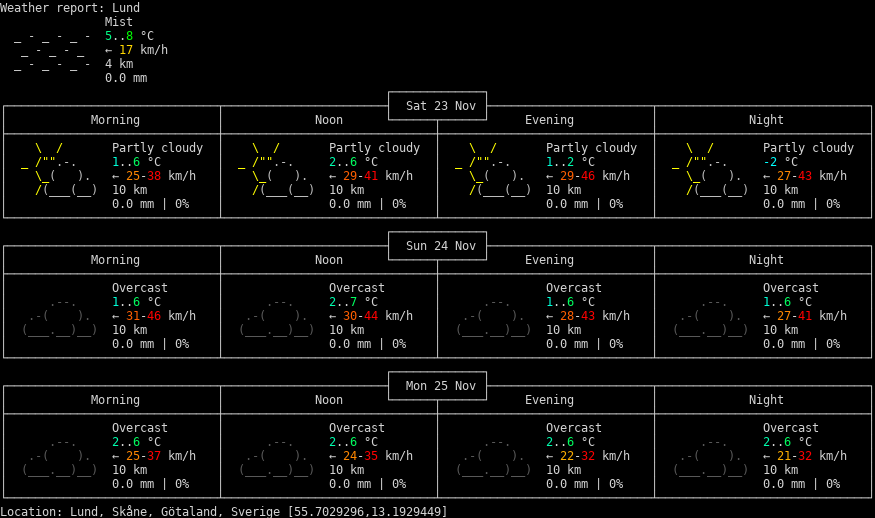 Weather report: Lund
Mist
5..8 °C
← 17 km/h
4 km
0.0 mm
Sat 23 Nov
Morning Noon Evening Night
Partly cloudy Partly cloudy Partly cloudy Partly cloudy
1..6 °C 2..6 °C 1..2 °C -2 °C
← 25-38 km/h ← 29-41 km/h ← 29-46 km/h ← 27-43 km/h
10 km 10 km 10 km 10 km
0.0 mm | 0% 0.0 mm | 0% 0.0 mm | 0% 0.0 mm | 0%
Sun 24 Nov
Morning Noon Evening Night
Overcast Overcast Overcast Overcast
1..6 °C 2..7 °C 1..6 °C 1..6 °C
← 31-46 km/h ← 30-44 km/h ← 28-43 km/h ← 27-41 km/h
10 km 10 km 10 km 10 km
0.0 mm | 0% 0.0 mm | 0% 0.0 mm | 0% 0.0 mm | 0%
Mon 25 Nov
Morning Noon Evening Night
Overcast Overcast Overcast Overcast
2..6 °C 2..6 °C 2..6 °C 2..6 °C
← 25-37 km/h ← 24-35 km/h ← 22-32 km/h ← 21-32 km/h
10 km 10 km 10 km 10 km
0.0 mm | 0% 0.0 mm | 0% 0.0 mm | 0% 0.0 mm | 0%
Location: Lund, Skåne, Götaland, Sverige [55.7029296,13.1929449]